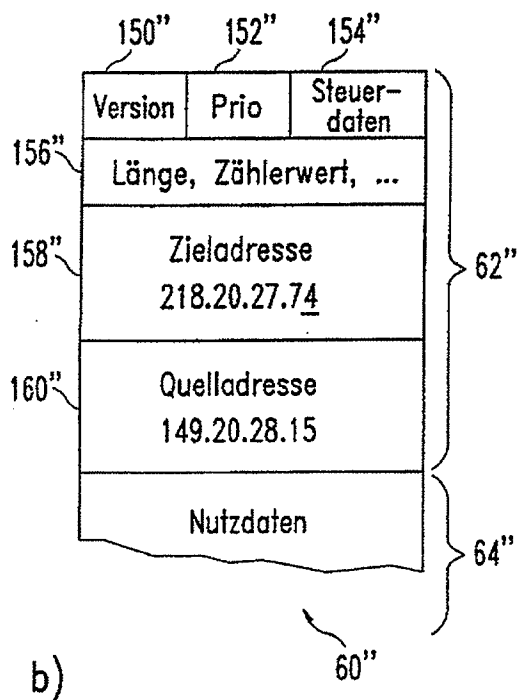 150” 152” 154”
Version Prio Steuer-
daten
156” Länge, Zählerwert, ...
158” Zieladresse
218.20.27.74
62”
160” Quelladresse
149.20.28.15
Nutzdaten
64”
60”
b)